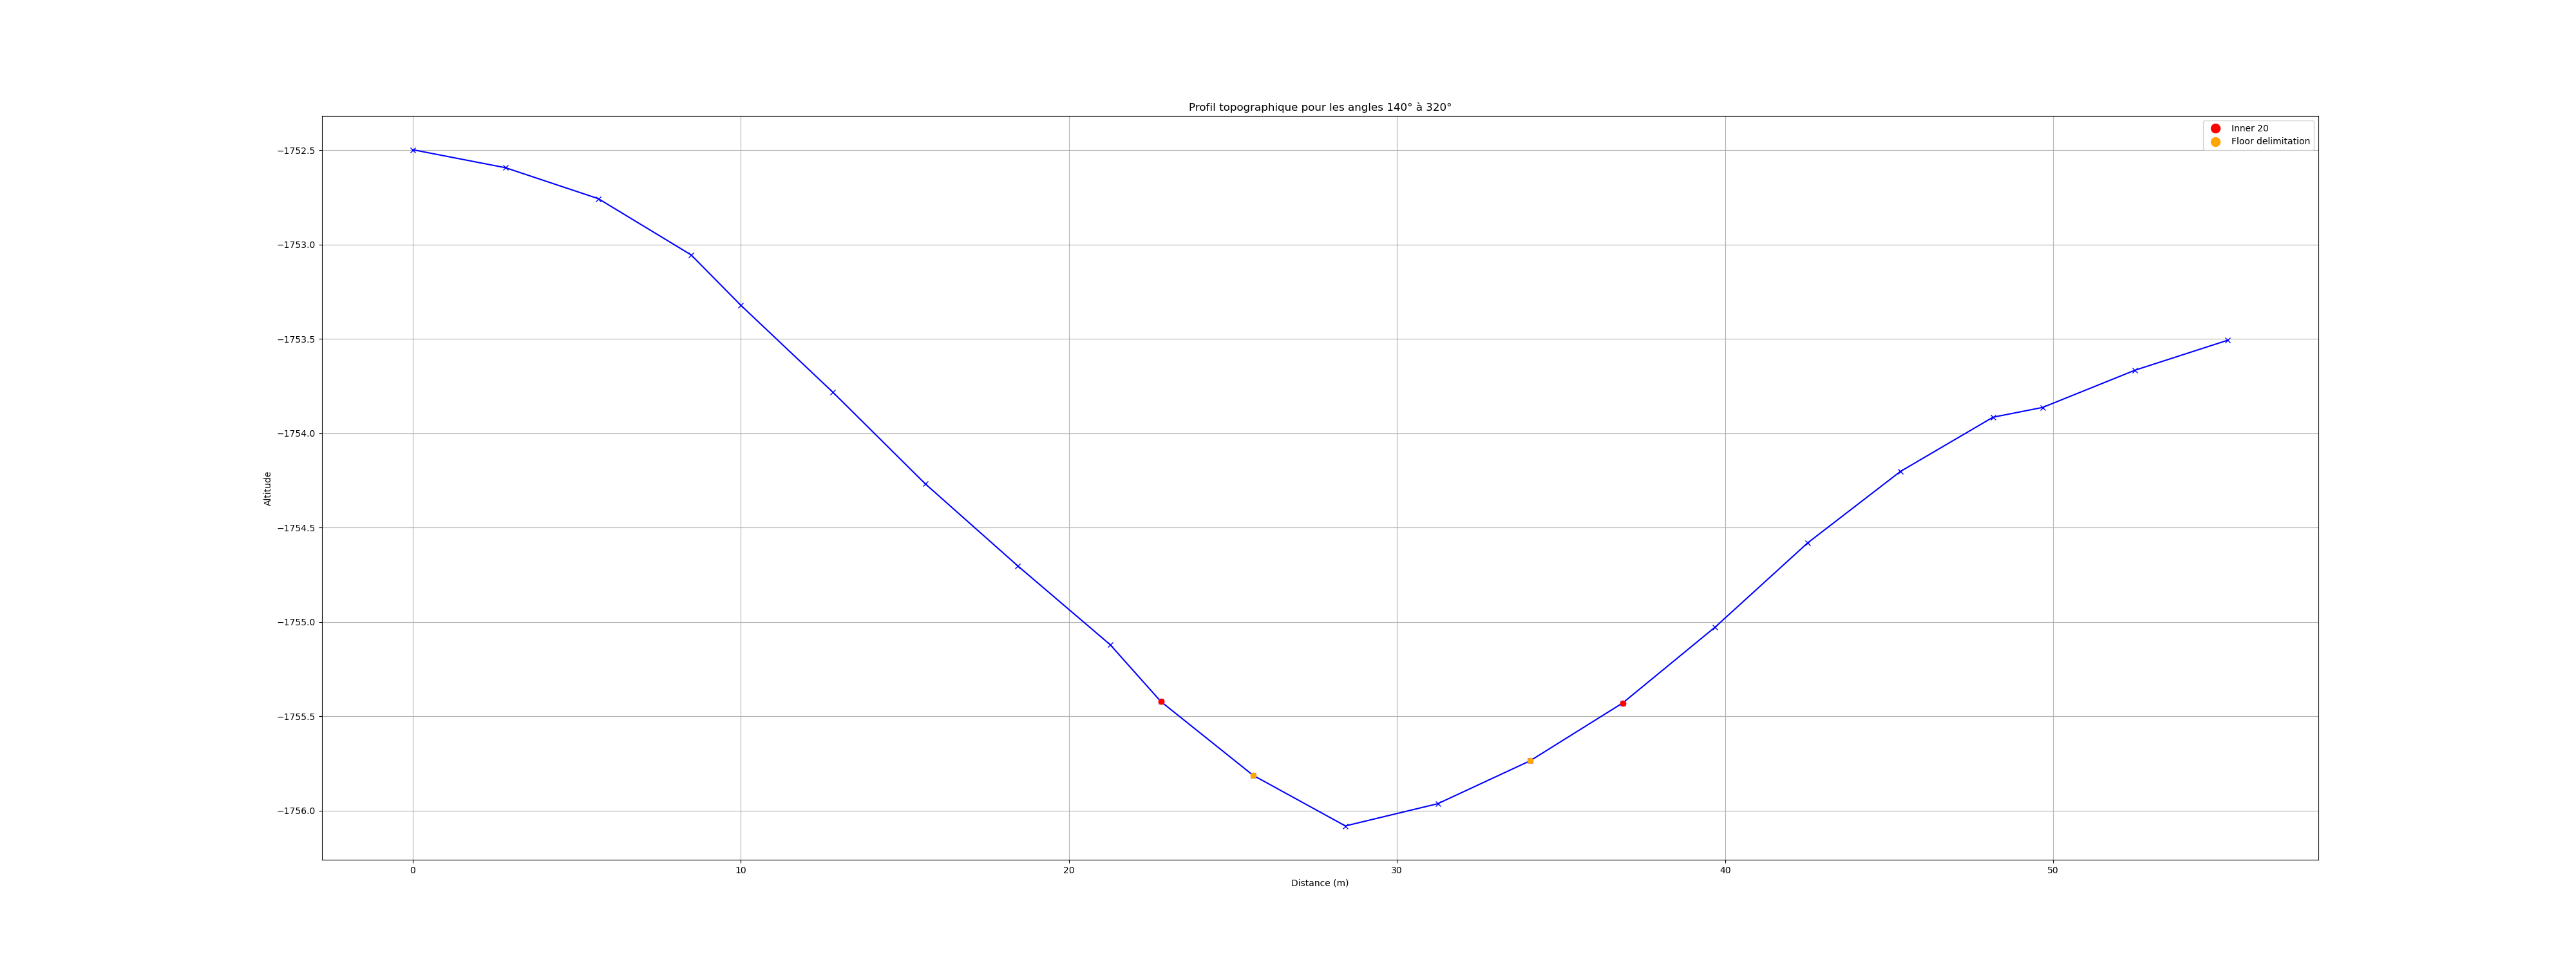 Profil topographique pour les angles 140° à 320°
Inner 20
Floor delimitation
−1752.5
−1753.0
−1753.5
−1754.0
−1754.5
−1755.0
−1755.5
−1756.0
Altitude
0 10 20 30 40 50
Distance (m)